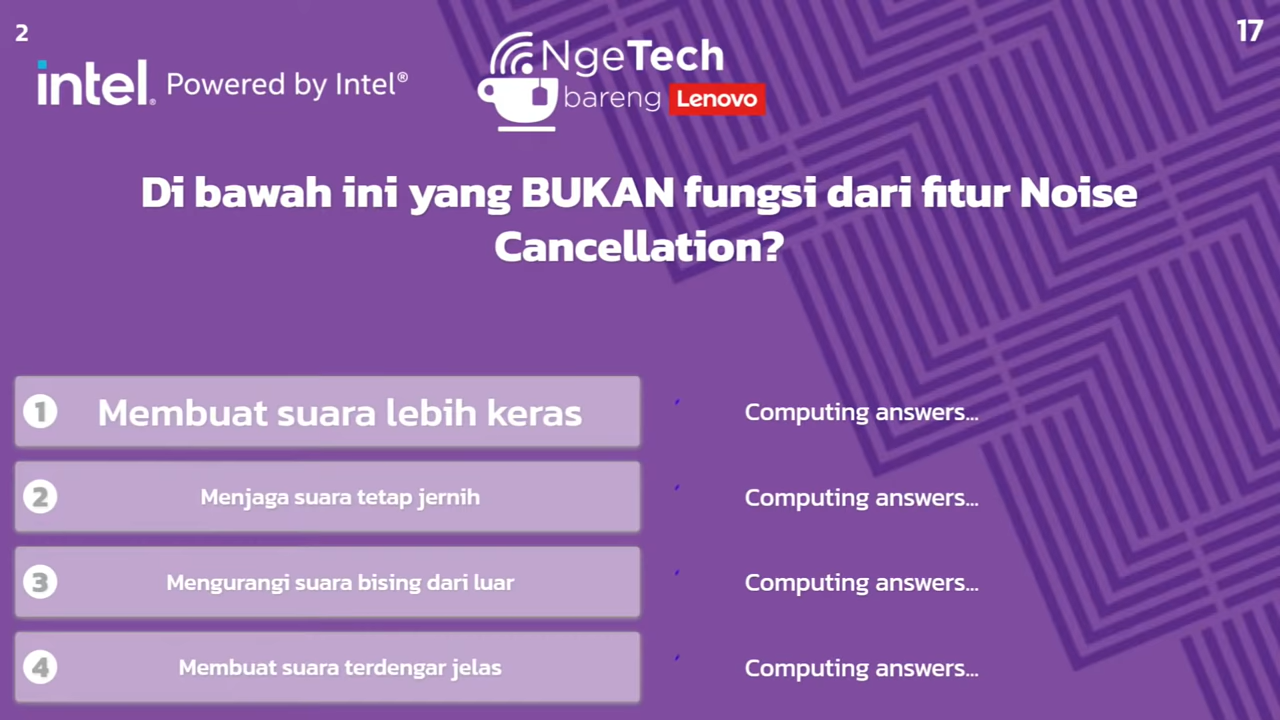 2
17
intel. Powered by Intel®
NgeTech
bareng Lenovo
Di bawah ini yang BUKAN fungsi dari fitur Noise
Cancellation?
1 Membuat suara lebih keras
Computing answers...
2 Menjaga suara tetap jernih
Computing answers...
3 Mengurangi suara bising dari luar
Computing answers...
4 Membuat suara terdengar jelas
Computing answers...